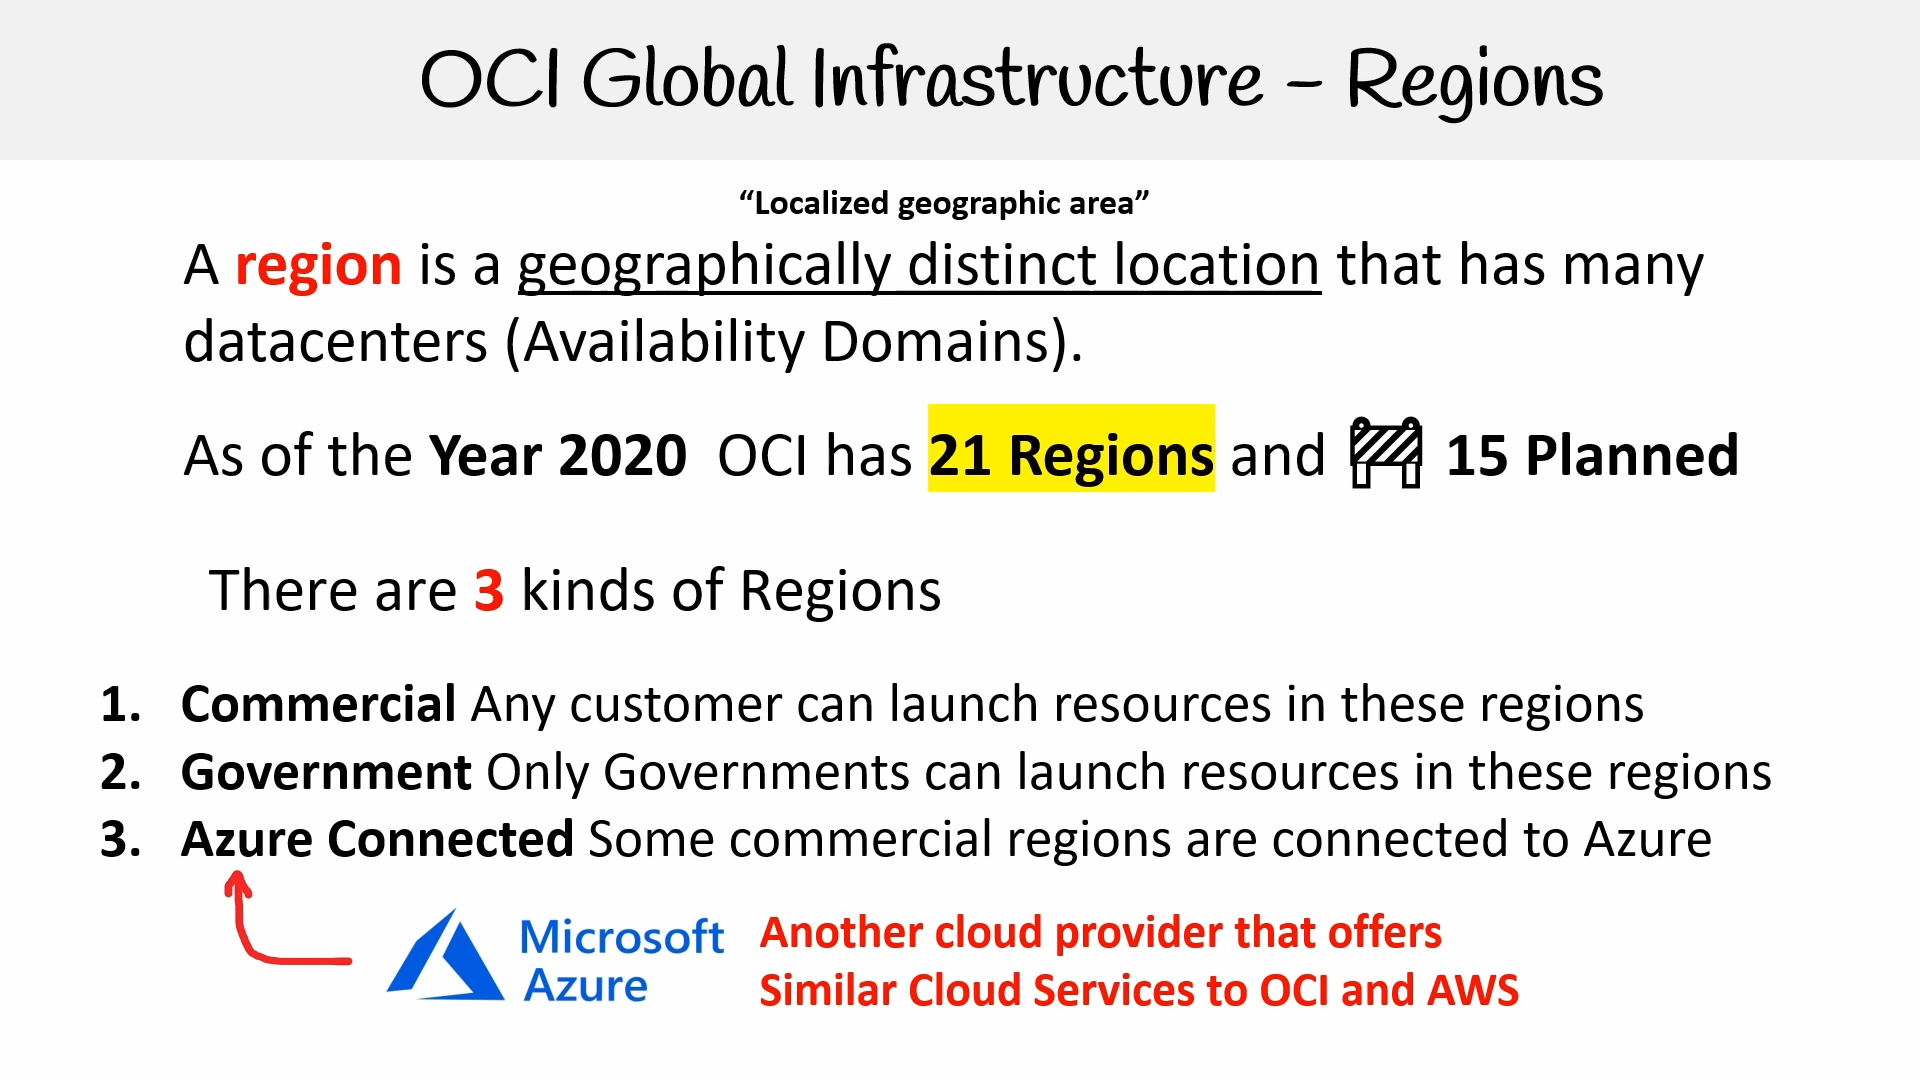 OCI Global Infrastructure – Regions
“Localized geographic area”
A region is a geographically distinct location that has many
datacenters (Availability Domains).
As of the Year 2020 OCI has 21 Regions and 15 Planned
There are 3 kinds of Regions
1. Commercial Any customer can launch resources in these regions
2. Government Only Governments can launch resources in these regions
3. Azure Connected Some commercial regions are connected to Azure
Microsoft
Azure
Another cloud provider that offers
Similar Cloud Services to OCI and AWS